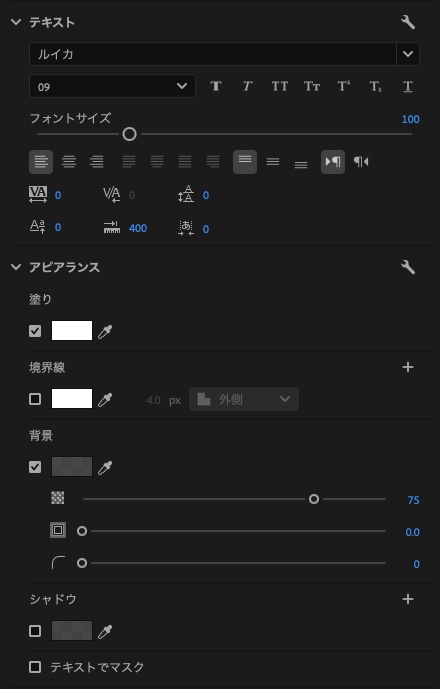 テキスト
ルイカ
09
T T TT Tт T¹ T₁ T
フォントサイズ 100
VA 0 V/A 0 A 0
Aa 0 400 あ 0
アピアランス
塗り
境界線
4.0 px 外側
背景
75
0.0
0
シャドウ
テキストでマスク